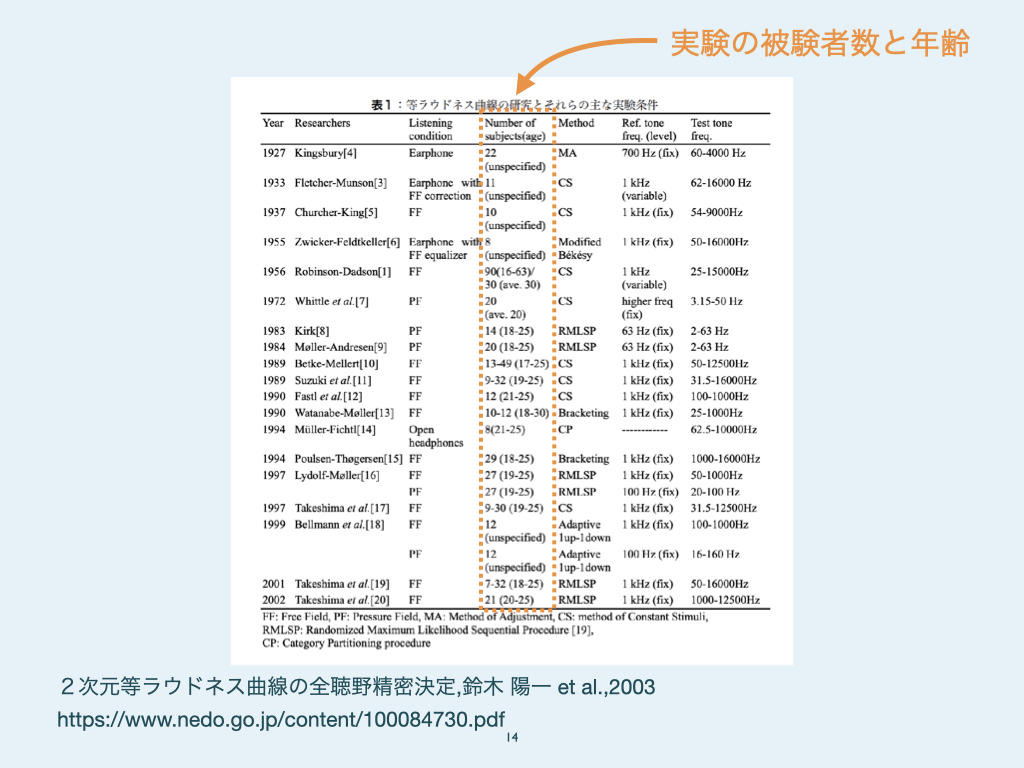 実験の被験者数と年齢
表1：等ラウドネス曲線の研究とそれらの主な実験条件
Year Researchers Listening condition Number of subjects(age) Method Ref. tone freq. (level) Test tone freq.
1927 Kingsbury[4] Earphone 22 (unspecified) MA 700 Hz (fix) 60-4000 Hz
1933 Fletcher-Munson[3] Earphone with FF correction 11 (unspecified) CS 1 kHz (variable) 62-16000 Hz
1937 Churcher-King[5] FF 10 (unspecified) CS 1 kHz (fix) 54-9000Hz
1955 Zwicker-Feldtkeller[6] Earphone with FF equalizer 8 (unspecified) Modified Békésy 1 kHz (fix) 50-16000Hz
1956 Robinson-Dadson[1] FF 90(16-63)/ 30 (ave. 30) CS 1 kHz (variable) 25-15000Hz
1972 Whittle et al.[7] PF 20 (ave. 20) CS higher freq (fix) 3.15-50 Hz
1983 Kirk[8] PF 14 (18-25) RMLSP 63 Hz (fix) 2-63 Hz
1984 Møller-Andresen[9] PF 20 (18-25) RMLSP 63 Hz (fix) 2-63 Hz
1989 Betke-Mellert[10] FF 13-49 (17-25) CS 1 kHz (fix) 50-12500Hz
1989 Suzuki et al.[11] FF 9-32 (19-25) CS 1 kHz (fix) 31.5-16000Hz
1990 Fastl et al.[12] FF 12 (21-25) CS 1 kHz (fix) 100-1000Hz
1990 Watanabe-Møller[13] FF 10-12 (18-30) Bracketing 1 kHz (fix) 25-1000Hz
1994 Müller-Fichtl[14] Open headphones 8(21-25) CP ------------ 62.5-10000Hz
1994 Poulsen-Thøgersen[15] FF 29 (18-25) Bracketing 1 kHz (fix) 1000-16000Hz
1997 Lydolf-Møller[16] FF 27 (19-25) RMLSP 1 kHz (fix) 50-1000Hz
PF 27 (19-25) RMLSP 100 Hz (fix) 20-100 Hz
1997 Takeshima et al.[17] FF 9-30 (19-25) CS 1 kHz (fix) 31.5-12500Hz
1999 Bellmann et al.[18] FF 12 (unspecified) Adaptive 1up-1down 1 kHz (fix) 100-1000Hz
PF 12 (unspecified) Adaptive 1up-1down 100 Hz (fix) 16-160 Hz
2001 Takeshima et al.[19] FF 7-32 (18-25) RMLSP 1 kHz (fix) 50-16000Hz
2002 Takeshima et al.[20] FF 21 (20-25) RMLSP 1 kHz (fix) 1000-12500Hz
FF: Free Field, PF: Pressure Field, MA: Method of Adjustment, CS: method of Constant Stimuli,
RMLSP: Randomized Maximum Likelihood Sequential Procedure [19],
CP: Category Partitioning procedure
２次元等ラウドネス曲線の全聴野精密決定,鈴木 陽一 et al.,2003
https://www.nedo.go.jp/content/100084730.pdf
14